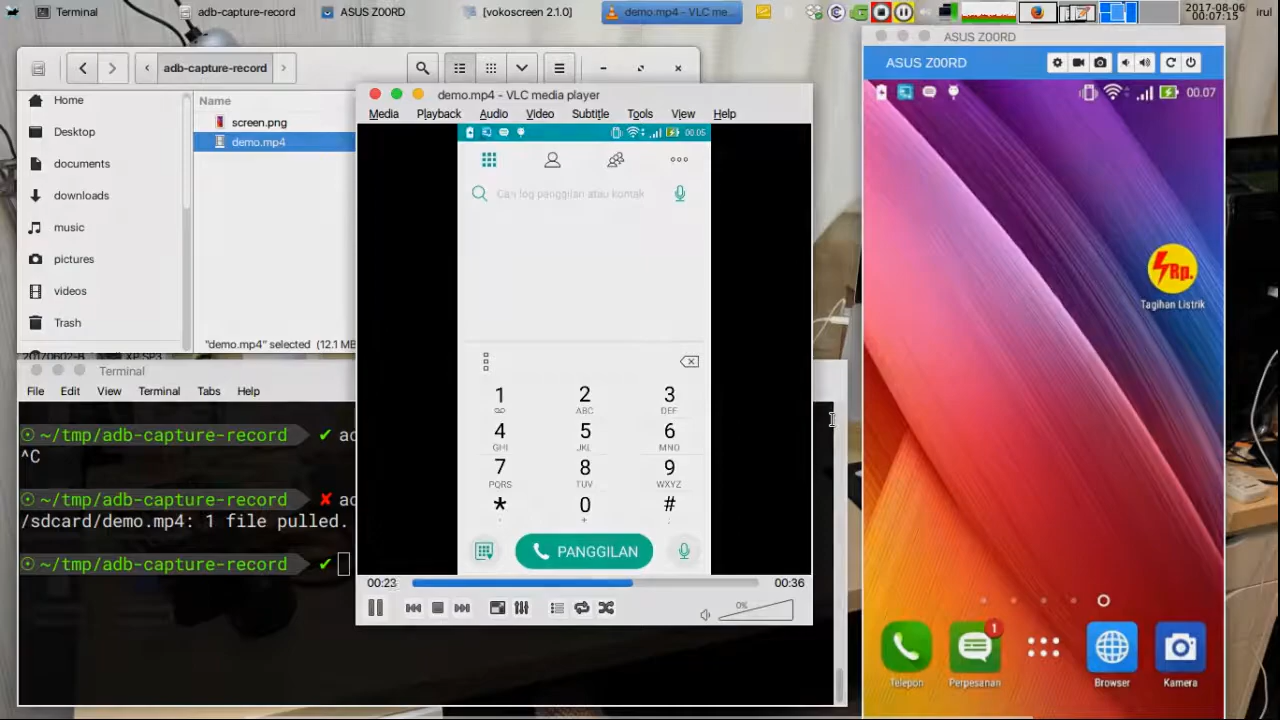 Terminal
adb-capture-record
ASUS Z00RD
[vokoscreen 2.1.0]
demo.mp4 - VLC me...
2017-08-06
00:07:15
irul
adb-capture-record
Name
screen.png
demo.mp4
Home
Desktop
documents
downloads
music
pictures
videos
Trash
"demo.mp4" selected (12.1 MB
Terminal
File Edit View Terminal Tabs Help
~/tmp/adb-capture-record ✔ ad
^C
~/tmp/adb-capture-record ✘ ad
/sdcard/demo.mp4: 1 file pulled.
~/tmp/adb-capture-record ✔
demo.mp4 - VLC media player
Media Playback Audio Video Subtitle Tools View Help
00.05
Cari log panggilan atau kontak
1 2 3
ABC DEF
4 5 6
GHI JKL MNO
7 8 9
PQRS TUV WXYZ
* 0 #
+
PANGGILAN
00:23 00:36
0%
ASUS Z00RD
ASUS Z00RD
00.07
Rp.
Tagihan Listrik
1
Telepon Perpesanan Browser Kamera